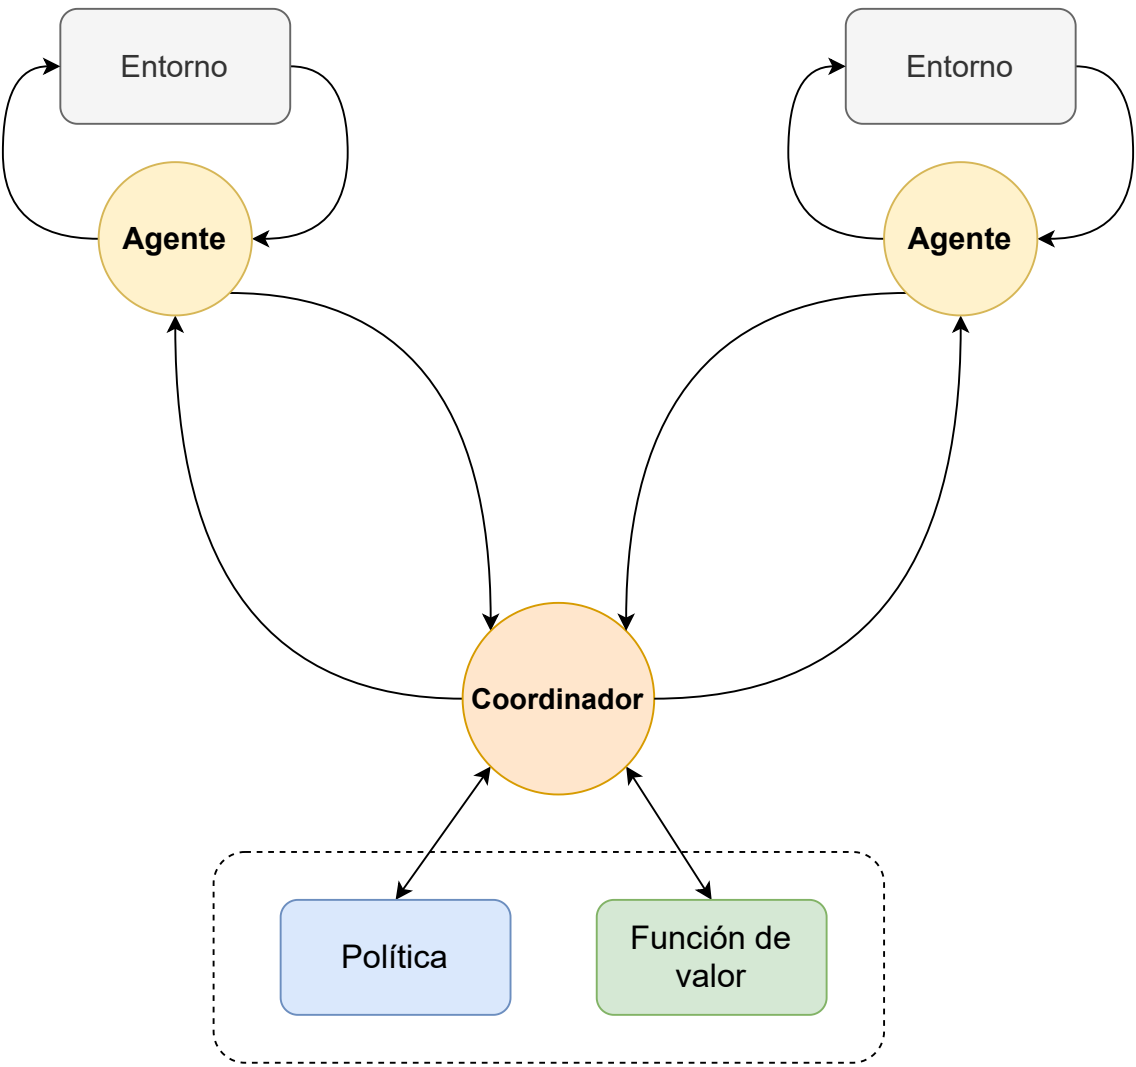 Entorno
Entorno
Agente
Agente
Coordinador
Política
Función de
valor